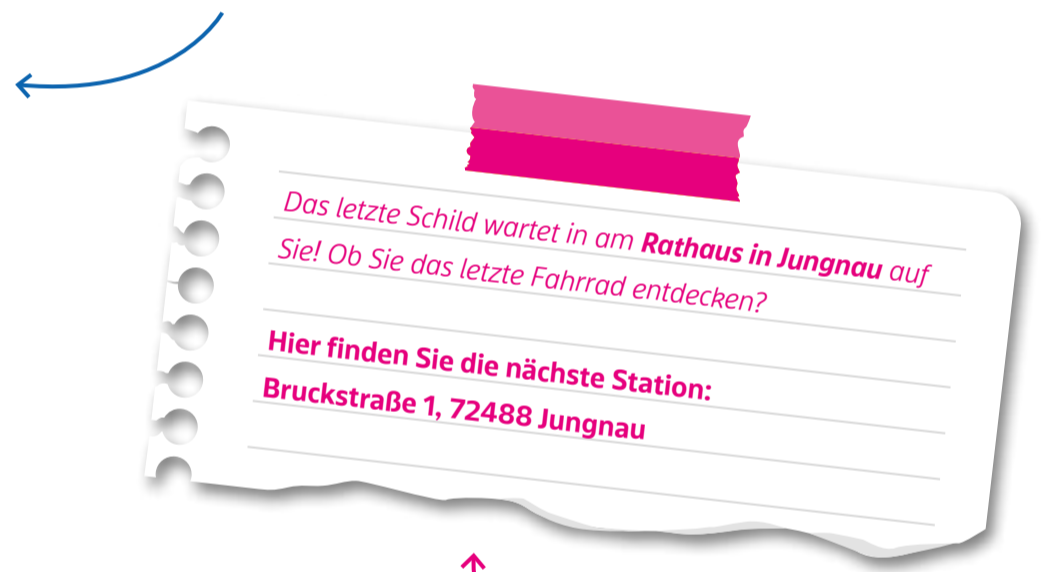 Das letzte Schild wartet in am Rathaus in Jungnau auf
Sie! Ob Sie das letzte Fahrrad entdecken?
Hier finden Sie die nächste Station:
Bruckstraße 1, 72488 Jungnau